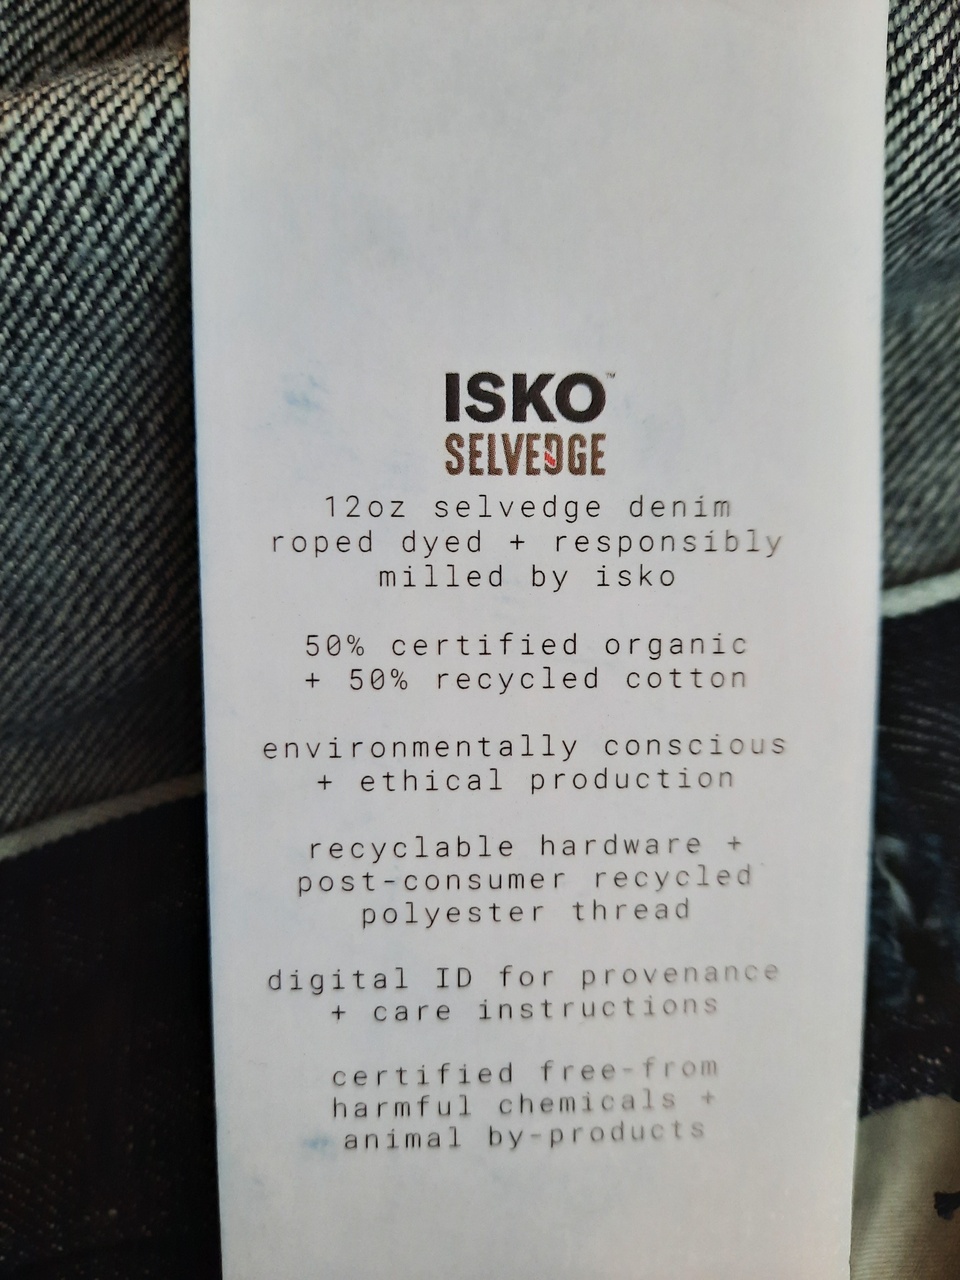 ISKO™
SELVEDGE
12oz selvedge denim
roped dyed + responsibly
milled by isko
50% certified organic
+ 50% recycled cotton
environmentally conscious
+ ethical production
recyclable hardware +
post-consumer recycled
polyester thread
digital ID for provenance
+ care instructions
certified free-from
harmful chemicals +
animal by-products